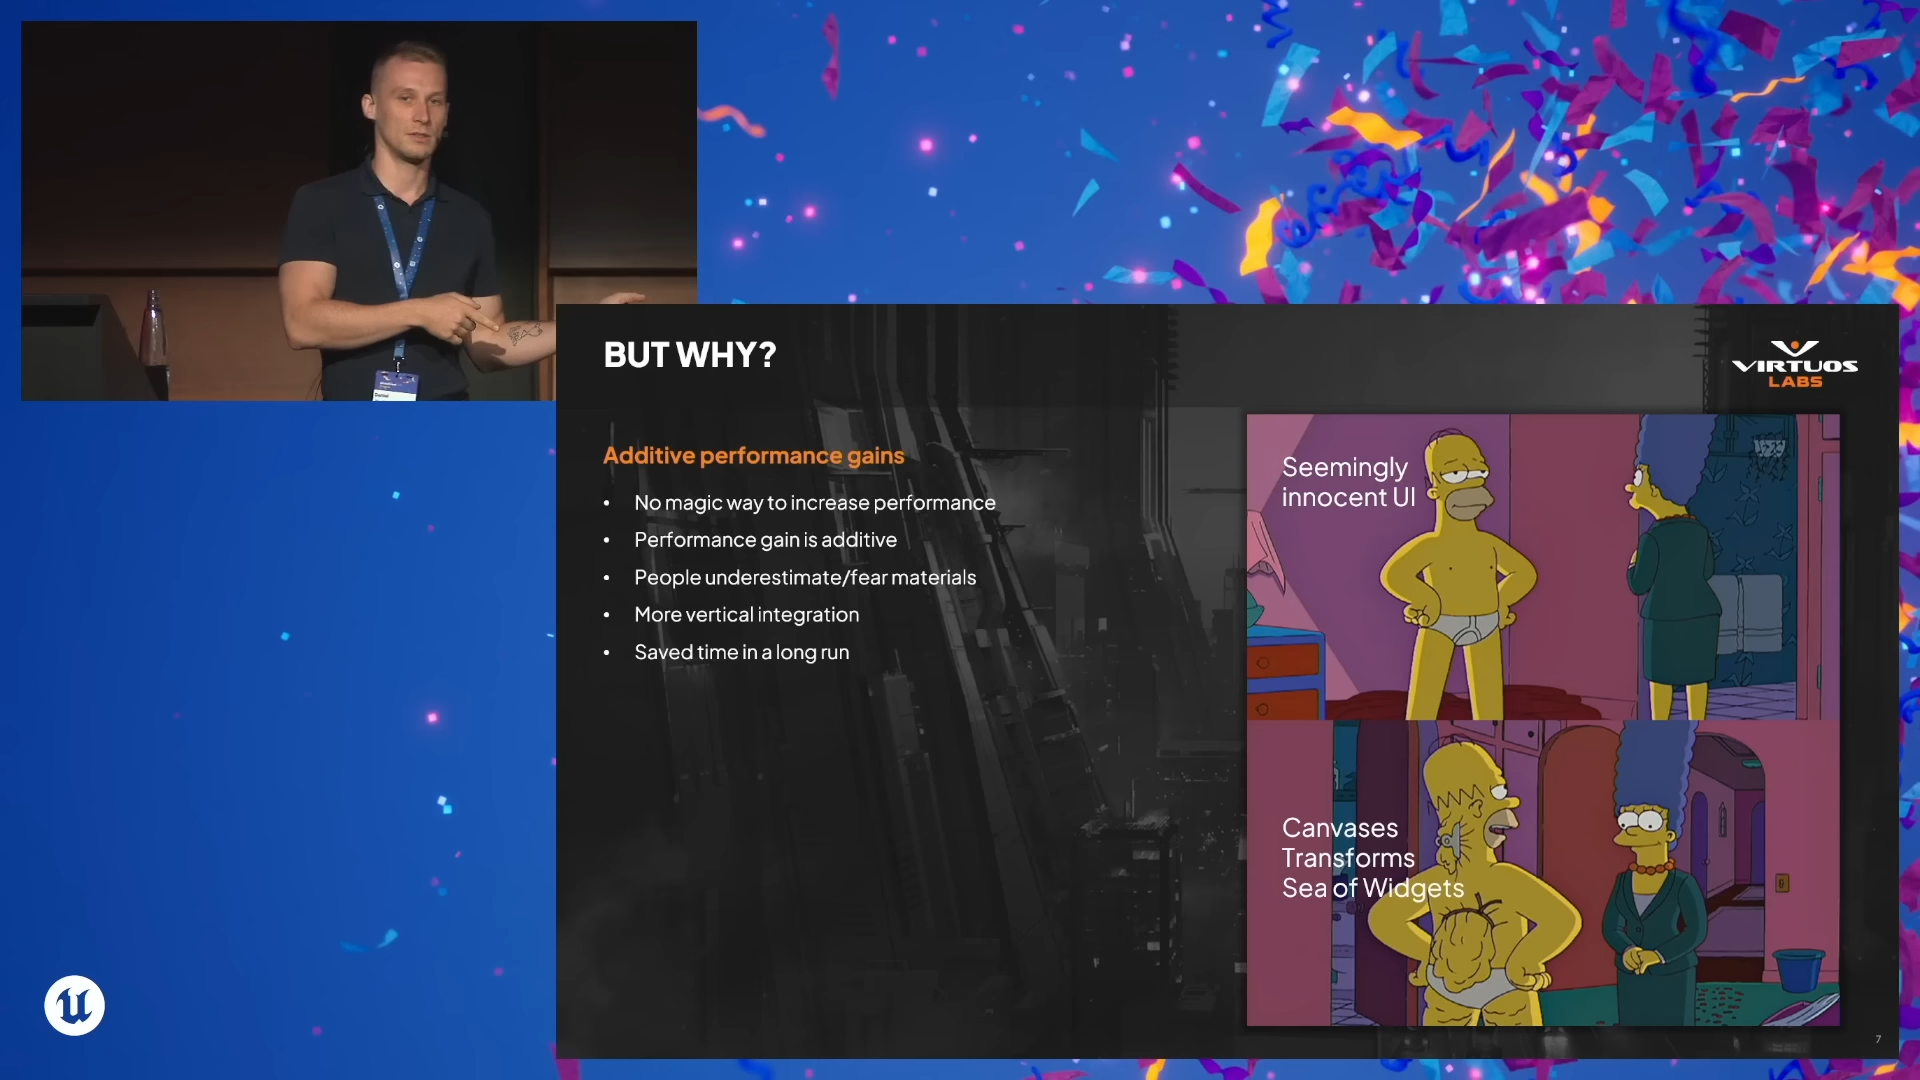 BUT WHY?
VIRTUOS
LABS
Additive performance gains
• No magic way to increase performance
• Performance gain is additive
• People underestimate/fear materials
• More vertical integration
• Saved time in a long run
Seemingly
innocent UI
Canvases
Transforms
Sea of Widgets
7